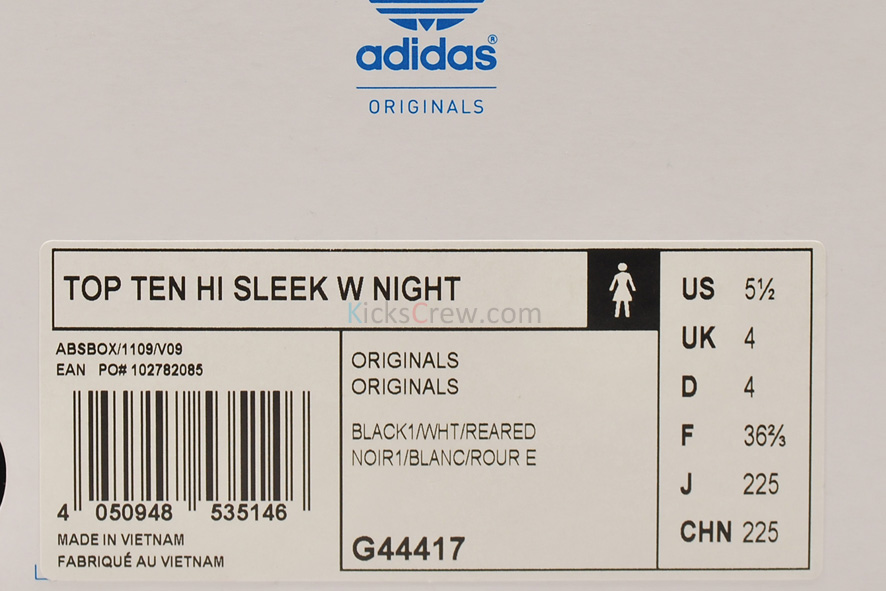 adidas®
ORIGINALS
TOP TEN HI SLEEK W NIGHT
KicksCrew.com
ABSBOX/1109/V09
EAN PO# 102782085
4 050948 535146
MADE IN VIETNAM
FABRIQUÉ AU VIETNAM
ORIGINALS
ORIGINALS
BLACK1/WHT/REARED
NOIR1/BLANC/ROUR E
G44417
US 5½
UK 4
D 4
F 36⅔
J 225
CHN 225